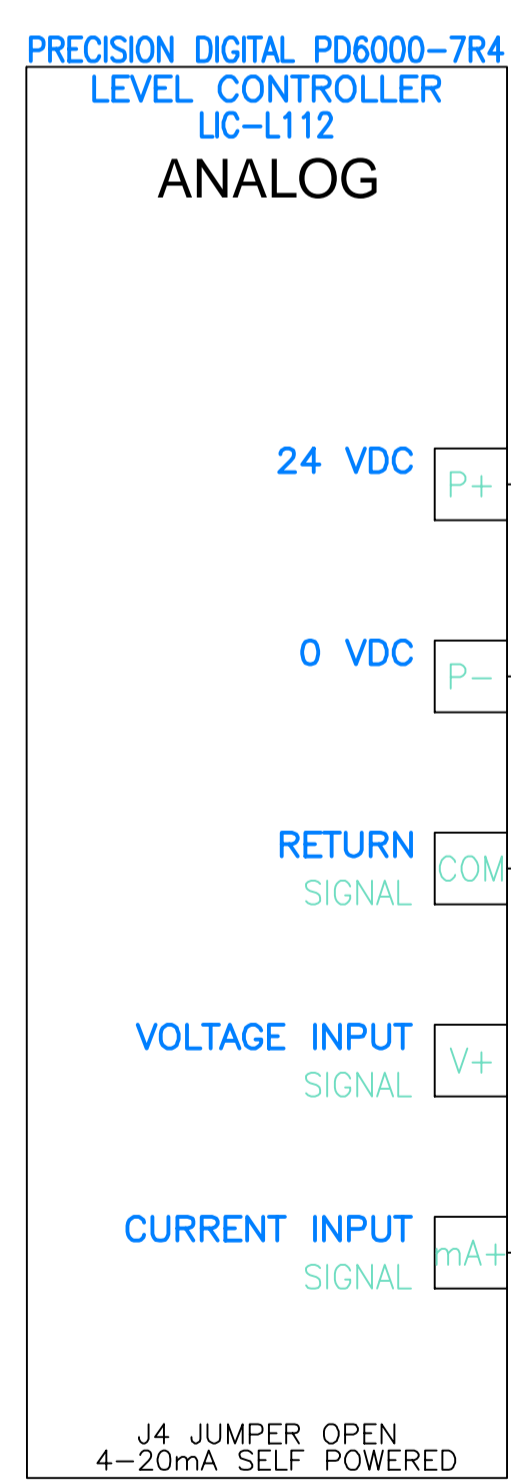 PRECISION DIGITAL PD6000-7R4
LEVEL CONTROLLER
LIC-L112
ANALOG
24 VDC
P+
0 VDC
P-
RETURN
SIGNAL
COM
VOLTAGE INPUT
SIGNAL
V+
CURRENT INPUT
SIGNAL
mA+
J4 JUMPER OPEN
4-20mA SELF POWERED